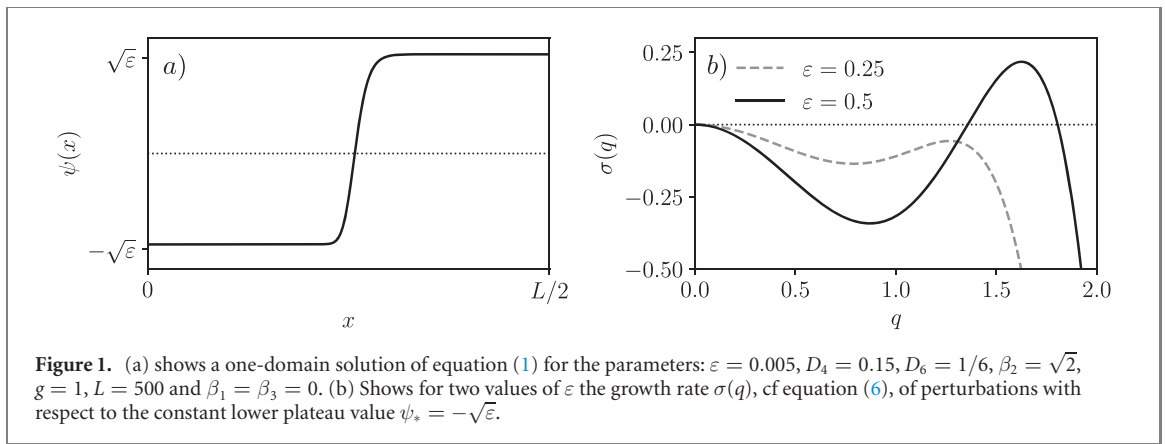 √ε
a)
−√ε
ψ(x)
0
L/2
x
0.25
b)
ε = 0.25
ε = 0.5
0.00
−0.25
−0.50
σ(q)
0.0
0.5
1.0
1.5
2.0
q
Figure 1. (a) shows a one-domain solution of equation (1) for the parameters: ε = 0.005, D₄ = 0.15, D₆ = 1/6, β₂ = √2,
g = 1, L = 500 and β₁ = β₃ = 0. (b) Shows for two values of ε the growth rate σ(q), cf equation (6), of perturbations with
respect to the constant lower plateau value ψ∗ = −√ε.